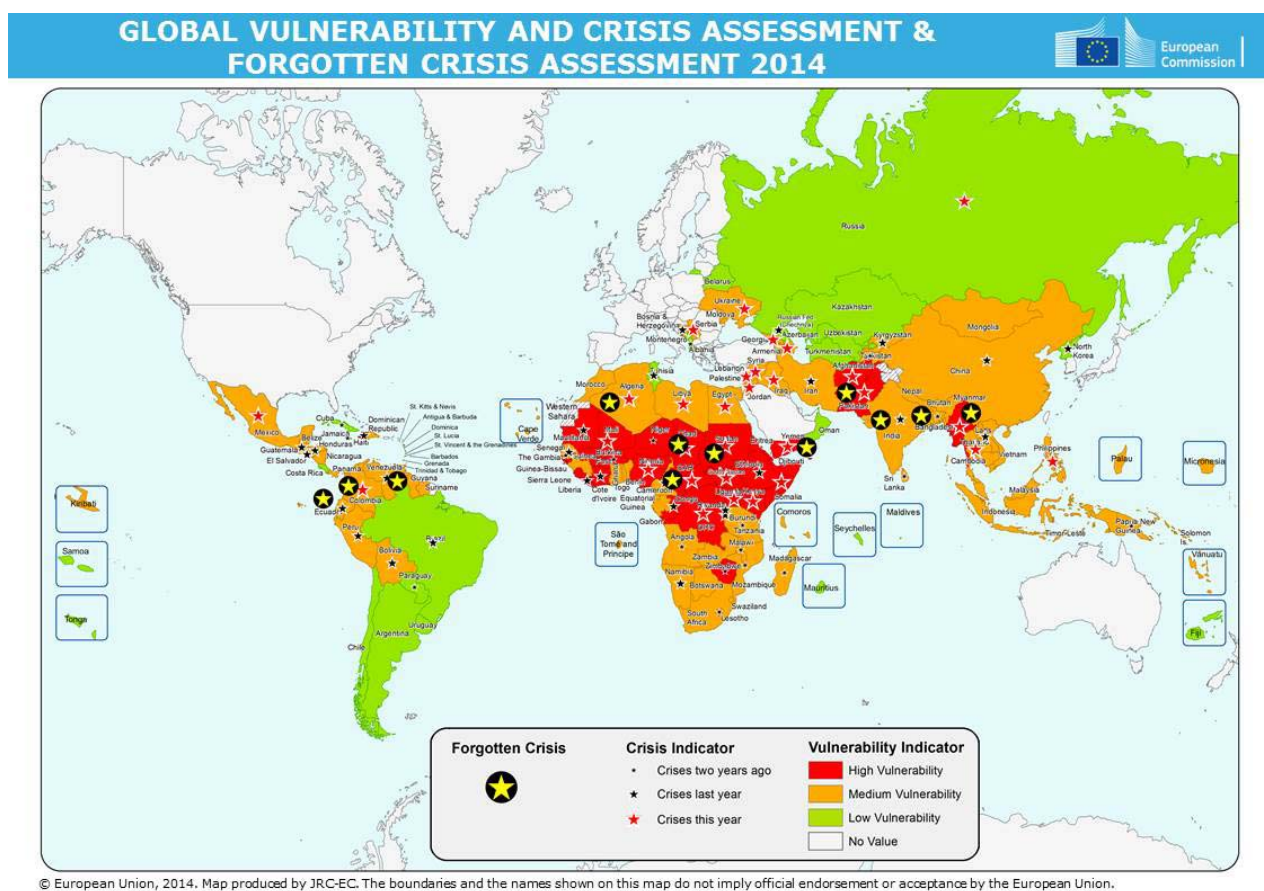 GLOBAL VULNERABILITY AND CRISIS ASSESSMENT &
FORGOTTEN CRISIS ASSESSMENT 2014
European
Commission
Russia
Belarus
Ukraine
Moldova
Kazakhstan
Bosnia &
Herzegovina
Serbia
Montenegro
Albania
Russian Fed.
(Chechnya)
Georgia
Azerbaijan
Armenia
Uzbekistan
Turkmenistan
Kyrgyzstan
Tajikistan
Mongolia
China
North
Korea
Syria
Lebanon
Palestine
Iraq
Iran
Jordan
Afghanistan
Pakistan
Nepal
Bhutan
India
Bangladesh
Myanmar
Laos
Cambodia
Vietnam
Philippines
Sri
Lanka
Malaysia
Indonesia
Timor-Leste
Papua New
Guinea
Solomon
Is.
Palau
Micronesia
Vanuatu
Fiji
Tunisia
Morocco
Algeria
Libya
Egypt
Western
Sahara
Mauritania
Mali
Niger
Chad
Sudan
Eritrea
Yemen
Oman
Djibouti
Cape
Verdo
Senegal
The Gambia
Guinea-Bissau
Sierra Leone
Liberia
Cote
d'Ivoire
Togo
Cameroon
Equatorial
Guinea
Gabon
Congo
DRC
Somalia
Burundi
Tanzania
São
Tome and
Principe
Comoros
Seychelles
Maldives
Mauritius
Angola
Zambia
Malawi
Zimbabwe
Mozambique
Madagascar
Namibia
Botswana
Swaziland
Lesotho
South
Africa
Mexico
Cuba
Dominican
Republic
Jamaica
Haiti
Belize
Honduras
Guatemala
El Salvador
Nicaragua
Costa Rica
Panama
St. Kitts & Nevis
Antigua & Barbuda
Dominica
St. Lucia
St. Vincent & the Grenadines
Barbados
Grenada
Trinidad & Tobago
Venezuela
Guyana
Suriname
Colombia
Ecuador
Peru
Brazil
Bolivia
Paraguay
Uruguay
Argentina
Chile
Kiribati
Samoa
Tonga
Forgotten Crisis
Crisis Indicator
Crises two years ago
Crises last year
Crises this year
Vulnerability Indicator
High Vulnerability
Medium Vulnerability
Low Vulnerability
No Value
© European Union, 2014. Map produced by JRC-EC. The boundaries and the names shown on this map do not imply official endorsement or acceptance by the European Union.